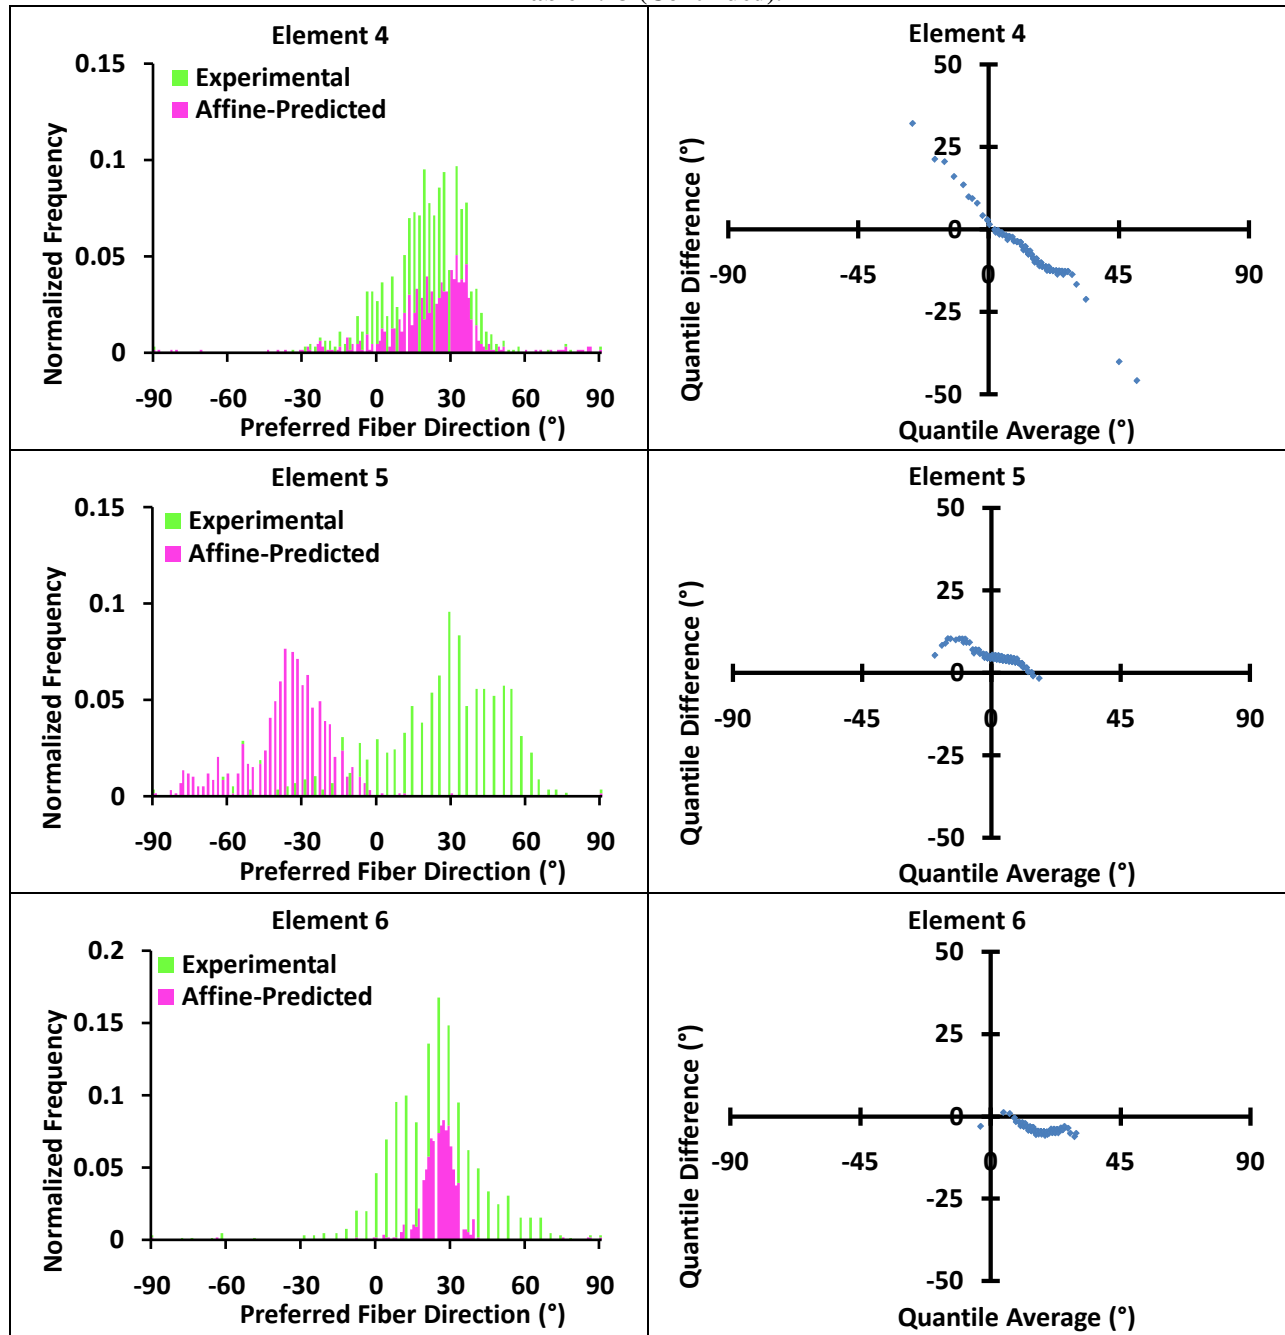 Element 4
0.15
0.1
0.05
0
Experimental
Affine-Predicted
Normalized Frequency
-90 -60 -30 0 30 60 90
Preferred Fiber Direction (°)
Element 4
50
25
0
-25
-50
-90 -45 0 45 90
Quantile Difference (°)
Quantile Average (°)
Element 5
0.15
0.1
0.05
0
Experimental
Affine-Predicted
Normalized Frequency
-90 -60 -30 0 30 60 90
Preferred Fiber Direction (°)
Element 5
50
25
0
-25
-50
-90 -45 0 45 90
Quantile Difference (°)
Quantile Average (°)
Element 6
0.2
0.15
0.1
0.05
0
Experimental
Affine-Predicted
Normalized Frequency
-90 -60 -30 0 30 60 90
Preferred Fiber Direction (°)
Element 6
50
25
0
-25
-50
-90 -45 0 45 90
Quantile Difference (°)
Quantile Average (°)